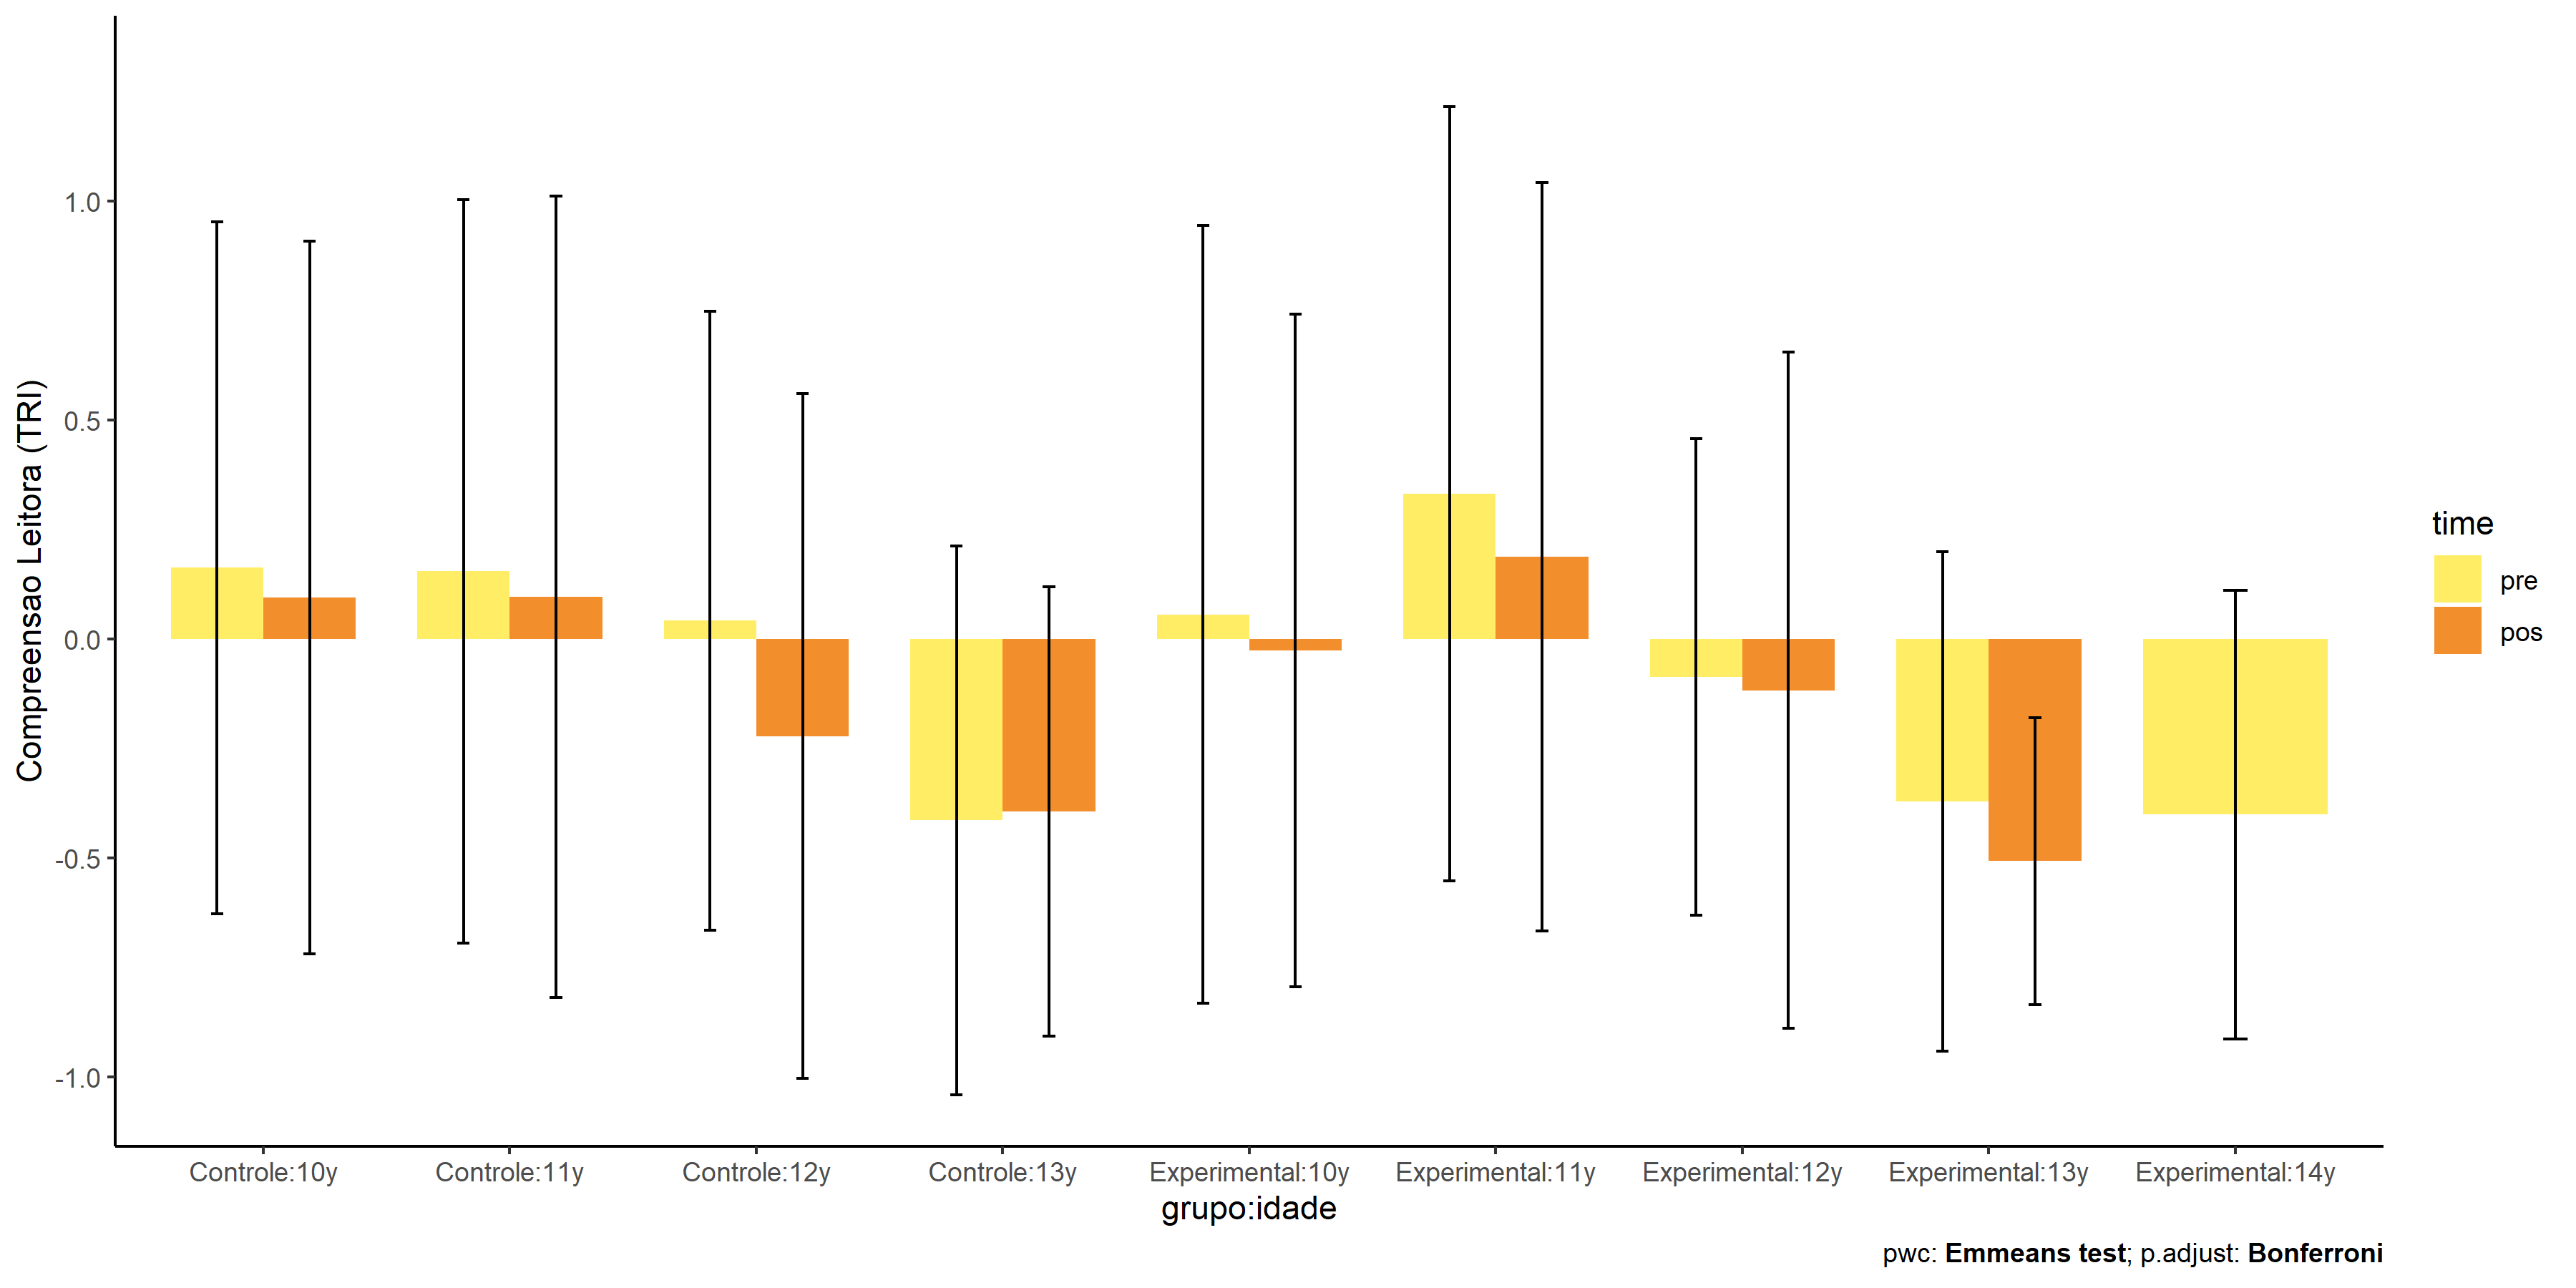 Compreensao Leitora (TRI)
1.0
0.5
0.0
-0.5
-1.0
Controle:10y
Controle:11y
Controle:12y
Controle:13y
Experimental:10y
Experimental:11y
Experimental:12y
Experimental:13y
Experimental:14y
grupo:idade
time
pre
pos
pwc: Emmeans test; p.adjust: Bonferroni